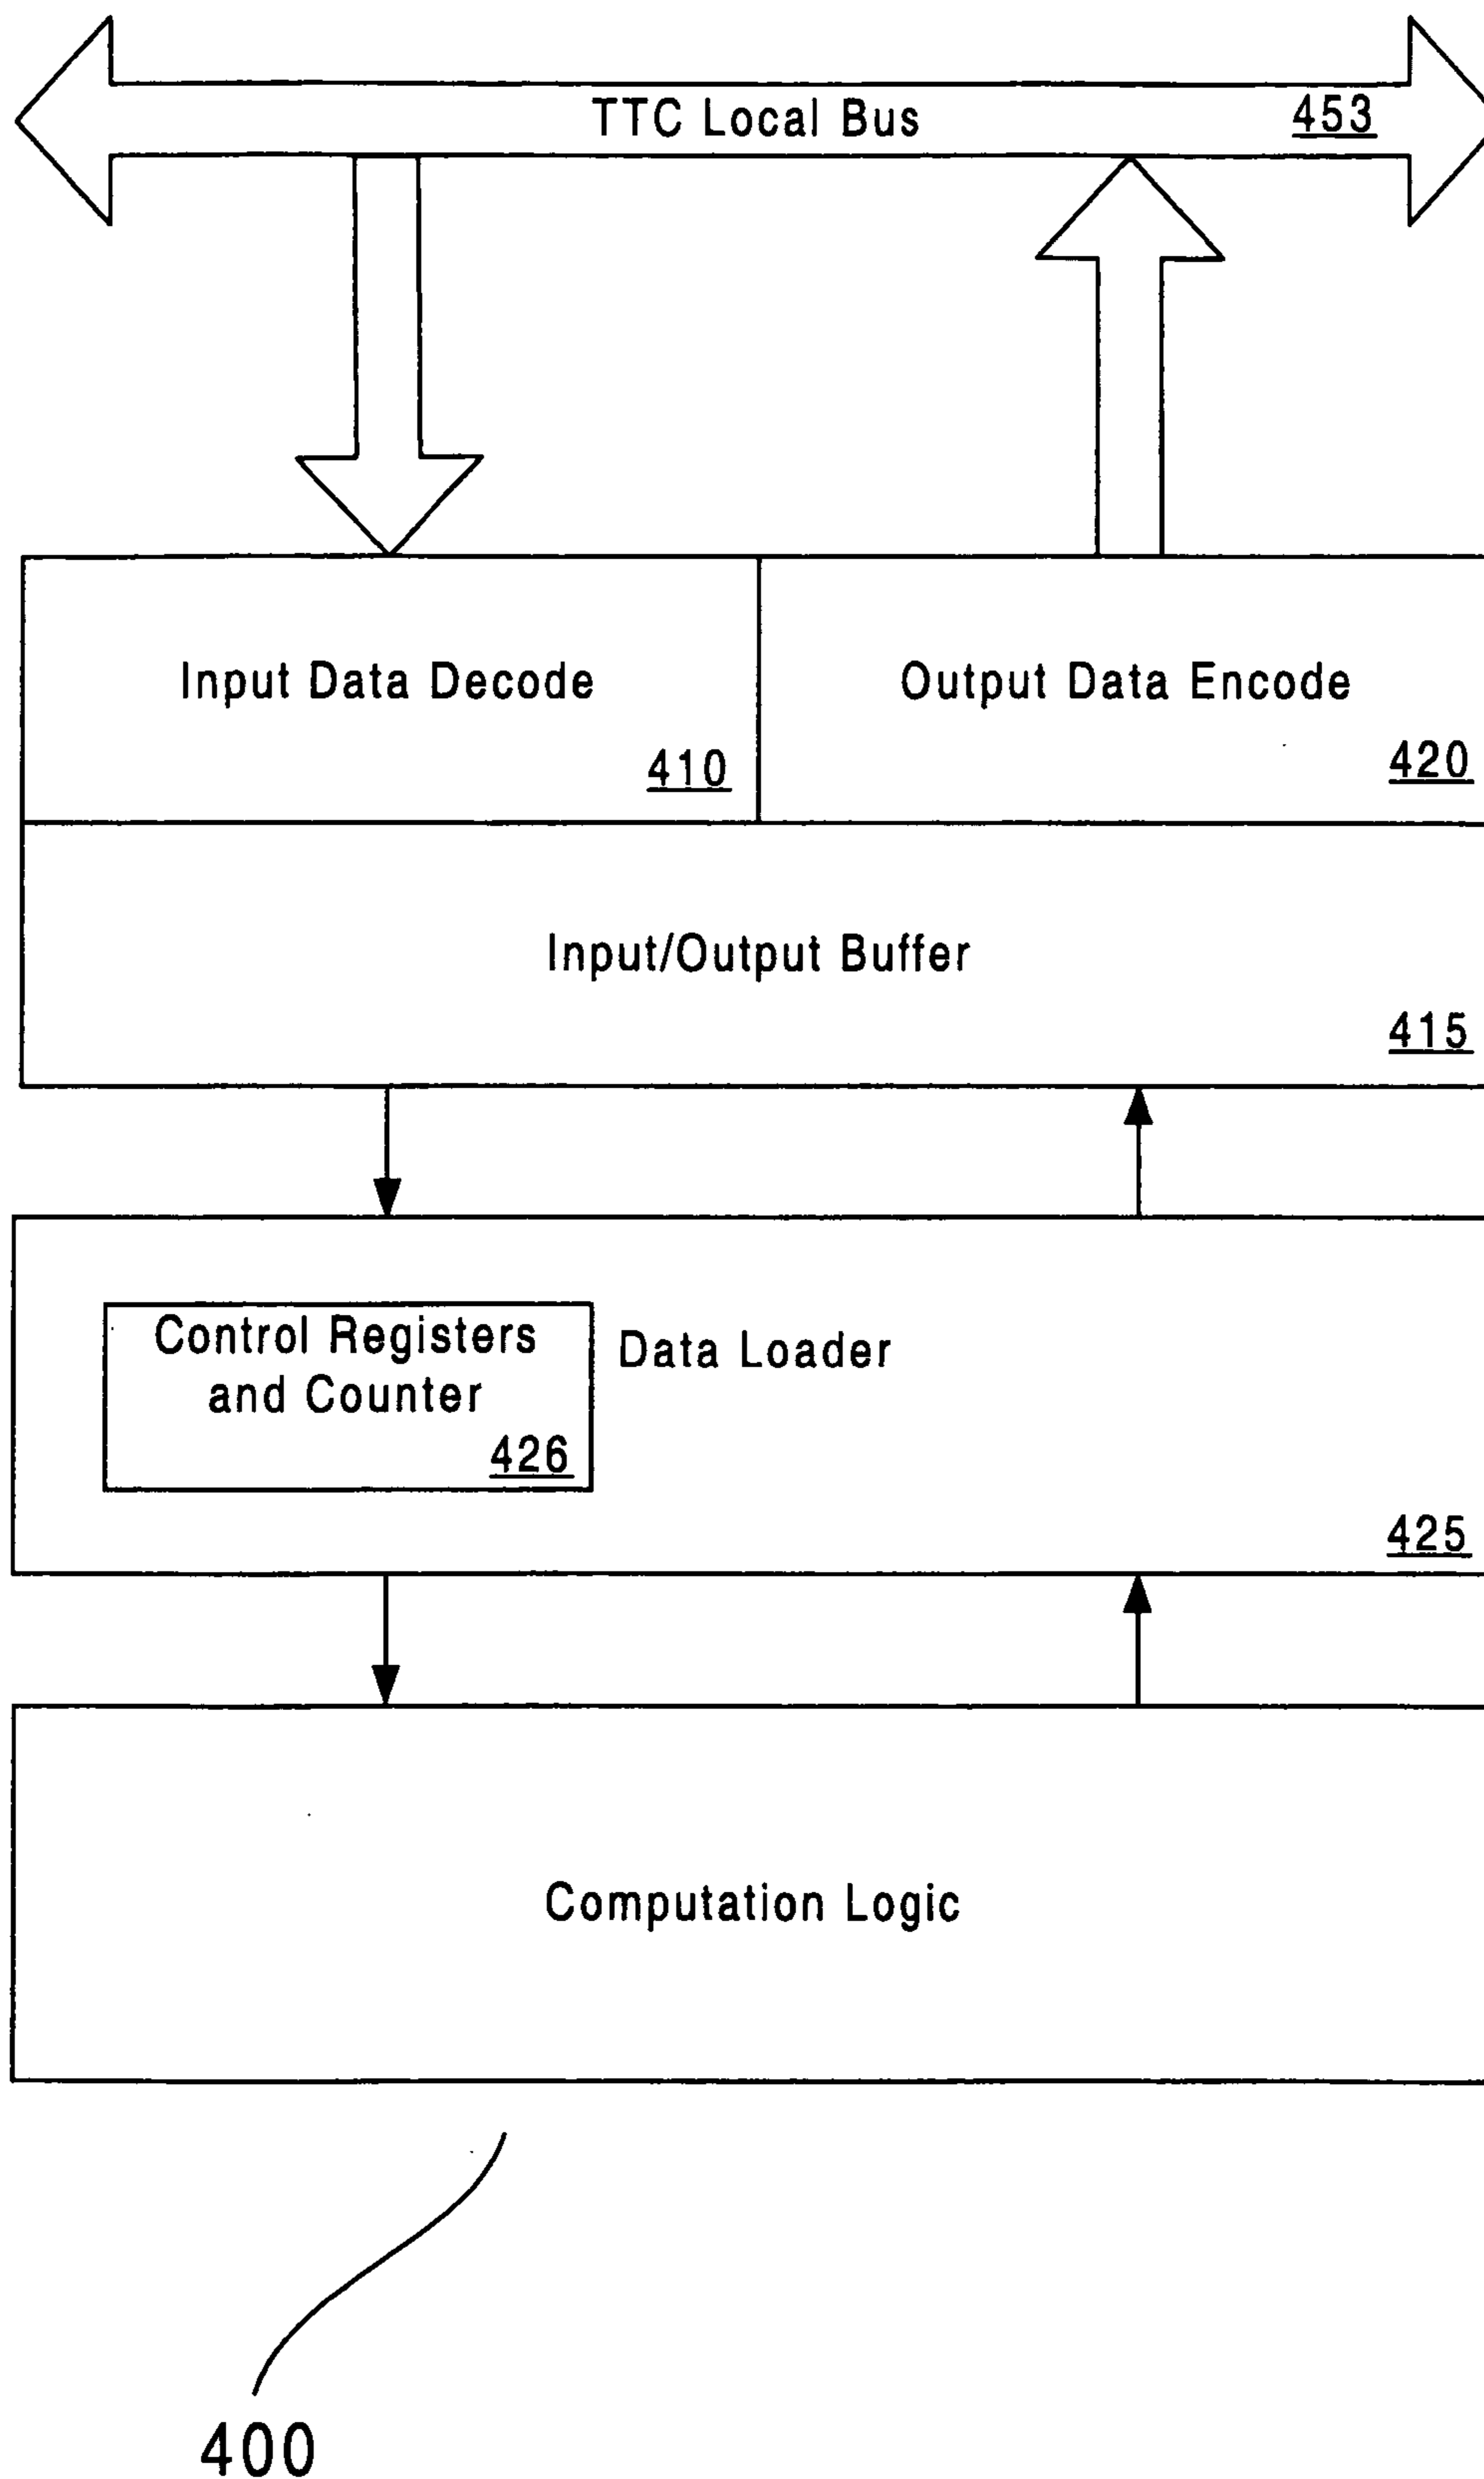 TTC Local Bus 453
Input Data Decode
410
Output Data Encode
420
Input/Output Buffer
415
Control Registers
and Counter
426
Data Loader
425
Computation Logic
400